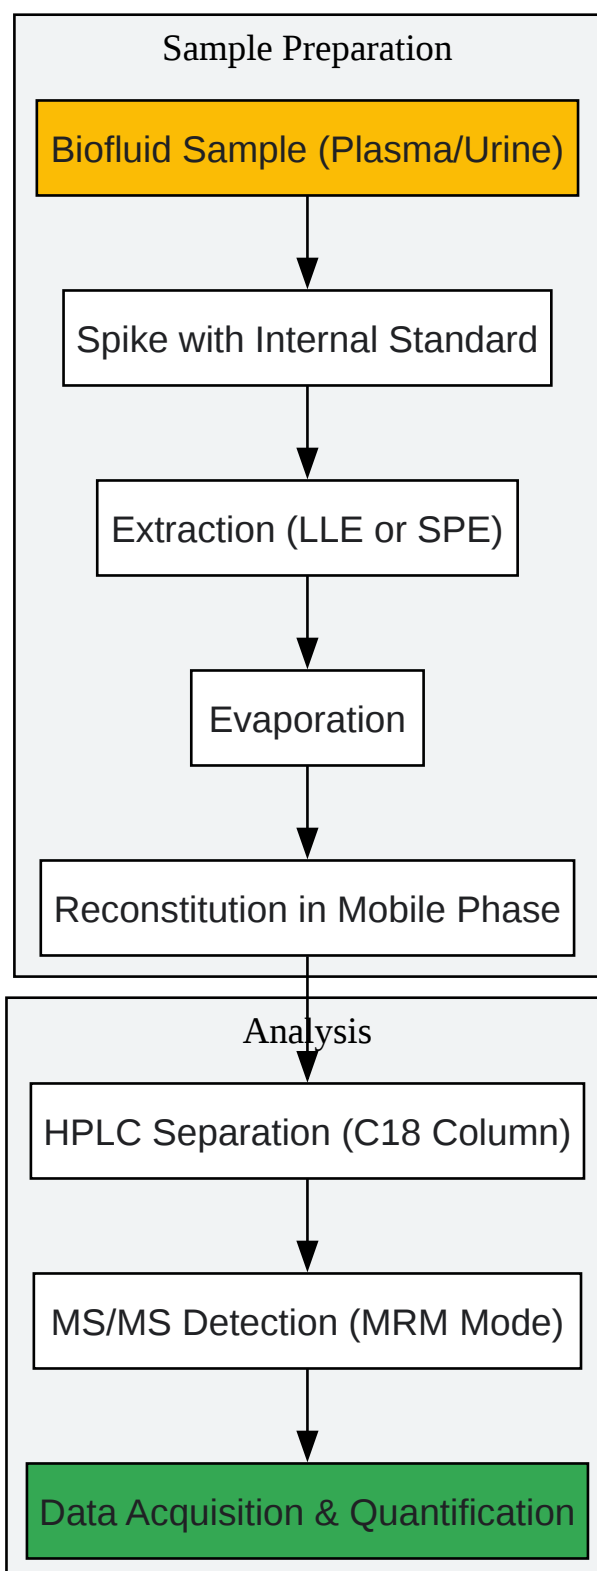 Sample Preparation
Biofluid Sample (Plasma/Urine)
Spike with Internal Standard
Extraction (LLE or SPE)
Evaporation
Reconstitution in Mobile Phase
Analysis
HPLC Separation (C18 Column)
MS/MS Detection (MRM Mode)
Data Acquisition & Quantification